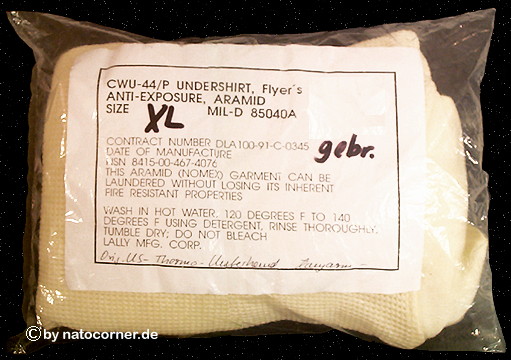 CWU-44/P UNDERSHIRT, Flyer's
ANTI-EXPOSURE, ARAMID
SIZE XL MIL-D 85040A
CONTRACT NUMBER DLA100-91-C-0345
gebr.
DATE OF MANUFACTURE
NSN 8415-00-467-4076
THIS ARAMID (NOMEX) GARMENT CAN BE
LAUNDERED WITHOUT LOSING ITS INHERENT
FIRE RESISTANT PROPERTIES
WASH IN HOT WATER, 120 DEGREES F TO 140
DEGREES F USING DETERGENT, RINSE THOROUGHLY,
TUMBLE DRY; DO NOT BLEACH
LALLY MFG. CORP.
Orig. US- Thermo- Unterhemd
© by natocorner.de